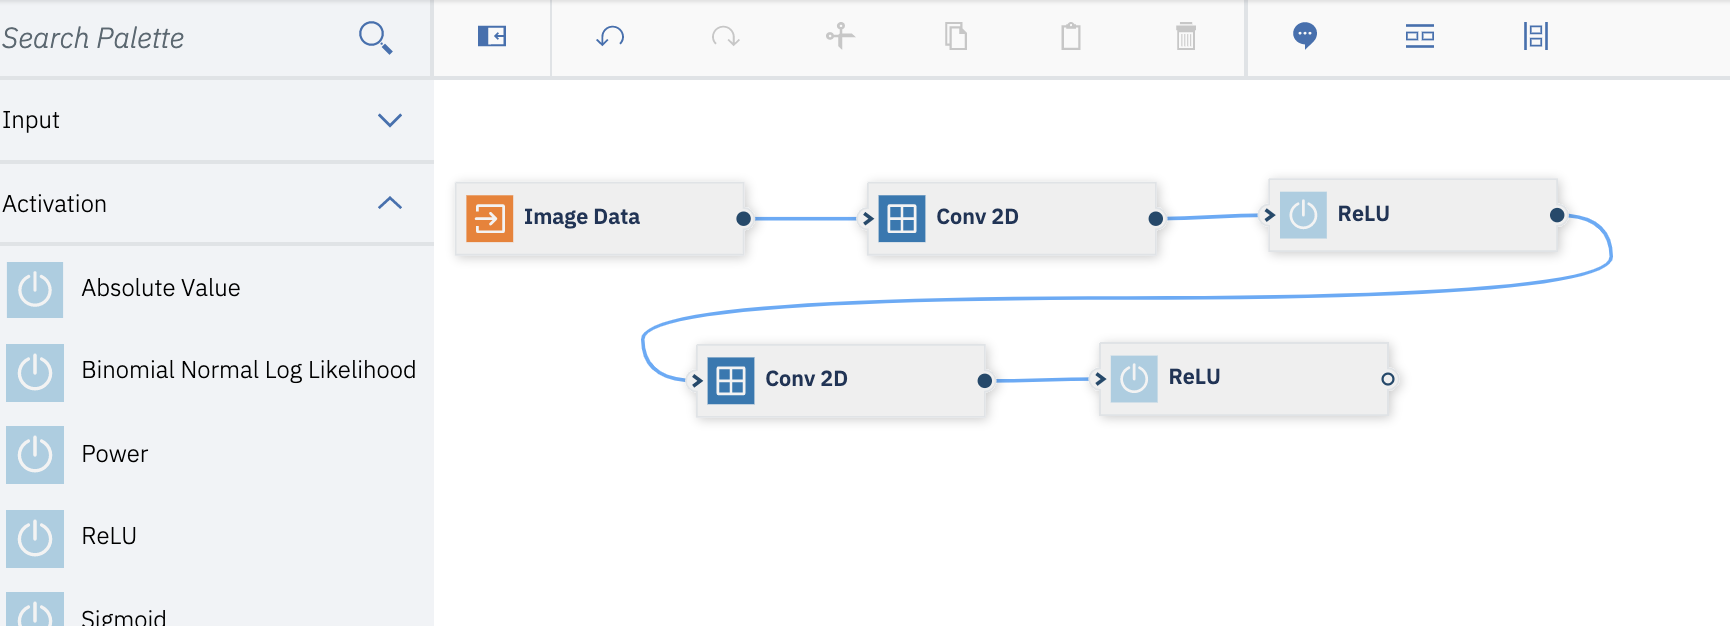 Search Palette
Input
Activation
Absolute Value
Binomial Normal Log Likelihood
Power
ReLU
Sigmoid
Image Data
Conv 2D
ReLU
Conv 2D
ReLU